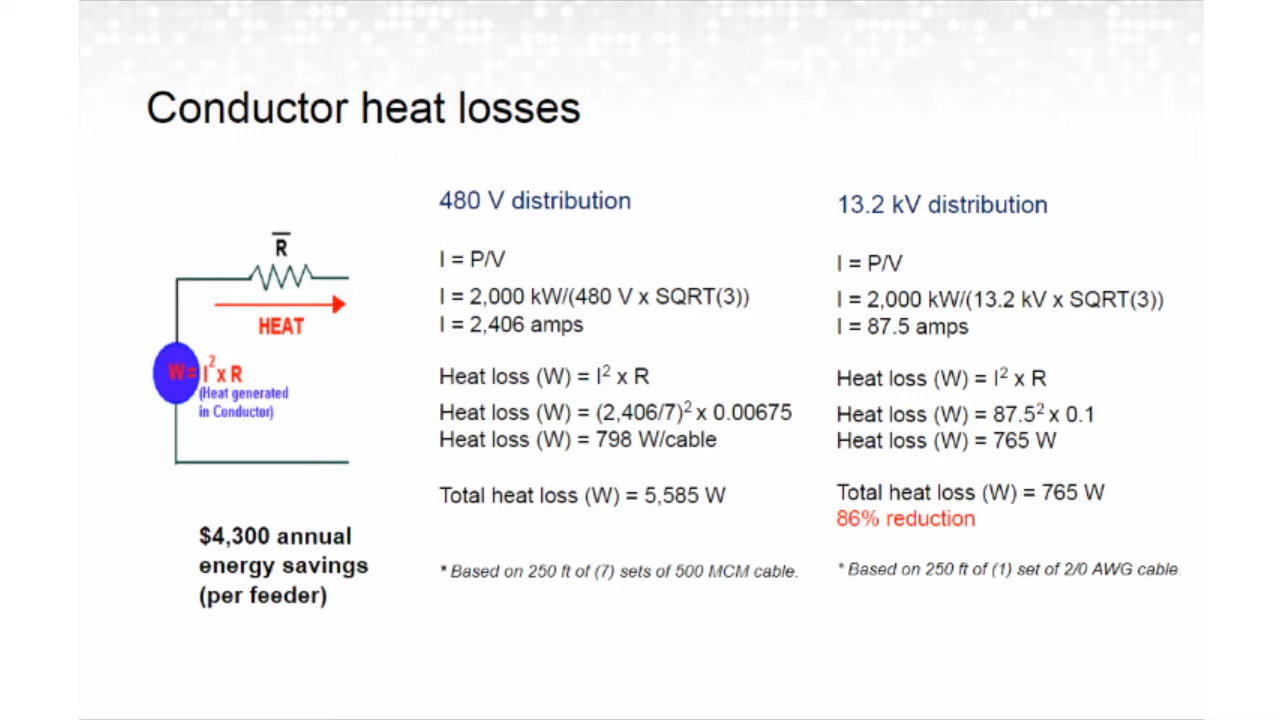 Conductor heat losses
R
HEAT
W = I² x R
(Heat generated
in Conductor)
$4,300 annual
energy savings
(per feeder)
480 V distribution
I = P/V
I = 2,000 kW/(480 V x SQRT(3))
I = 2,406 amps
Heat loss (W) = I² x R
Heat loss (W) = (2,406/7)² x 0.00675
Heat loss (W) = 798 W/cable
Total heat loss (W) = 5,585 W
* Based on 250 ft of (7) sets of 500 MCM cable.
13.2 kV distribution
I = P/V
I = 2,000 kW/(13.2 kV x SQRT(3))
I = 87.5 amps
Heat loss (W) = I² x R
Heat loss (W) = 87.5² x 0.1
Heat loss (W) = 765 W
Total heat loss (W) = 765 W
86% reduction
* Based on 250 ft of (1) set of 2/0 AWG cable.